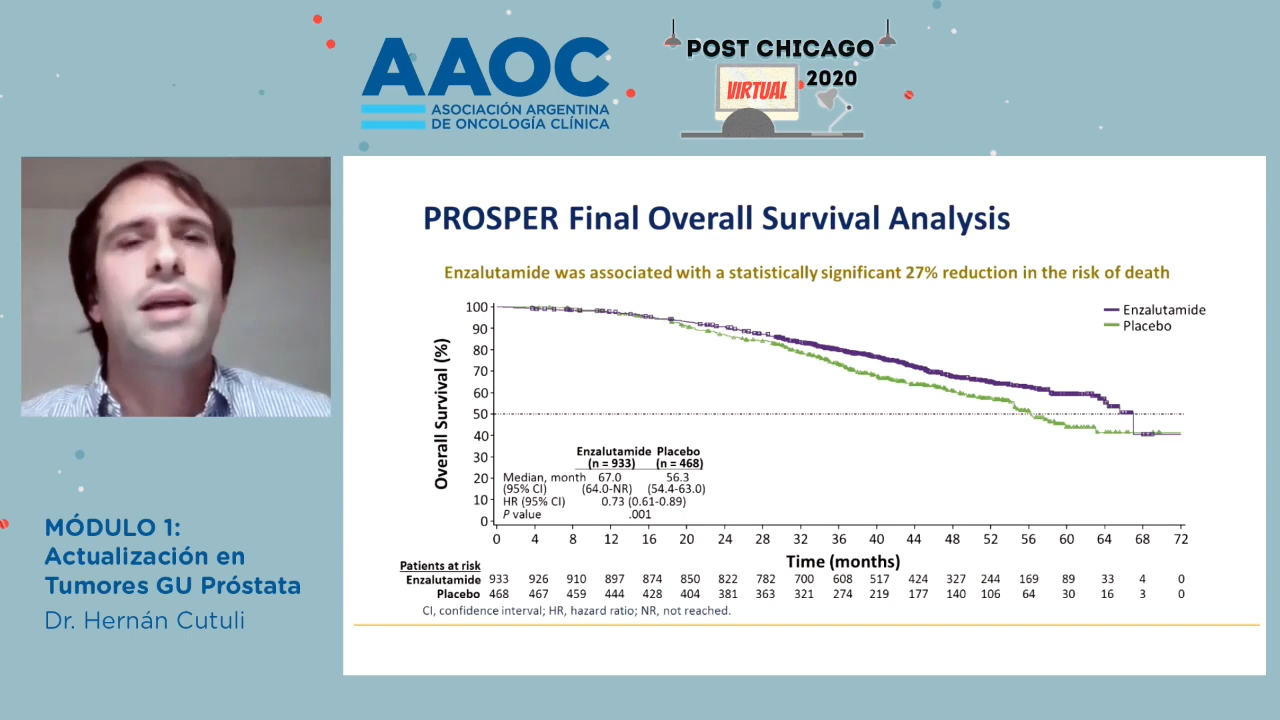 AAOC
ASOCIACIÓN ARGENTINA
DE ONCOLOGÍA CLÍNICA
POST CHICAGO
2020
VIRTUAL
PROSPER Final Overall Survival Analysis
Enzalutamide was associated with a statistically significant 27% reduction in the risk of death
Overall Survival (%)
100
90
80
70
60
50
40
30
20
10
0
Enzalutamide
Placebo
Enzalutamide Placebo
(n = 933) (n = 468)
Median, month 67.0 56.3
(95% CI) (64.0-NR) (54.4-63.0)
HR (95% CI) 0.73 (0.61-0.89)
P value .001
0 4 8 12 16 20 24 28 32 36 40 44 48 52 56 60 64 68 72
Time (months)
Patients at risk
Enzalutamide 933 926 910 897 874 850 822 782 700 608 517 424 327 244 169 89 33 4 0
Placebo 468 467 459 444 428 404 381 363 321 274 219 177 140 106 64 30 16 3 0
CI, confidence interval; HR, hazard ratio; NR, not reached.
MÓDULO 1:
Actualización en
Tumores GU Próstata
Dr. Hernán Cutuli